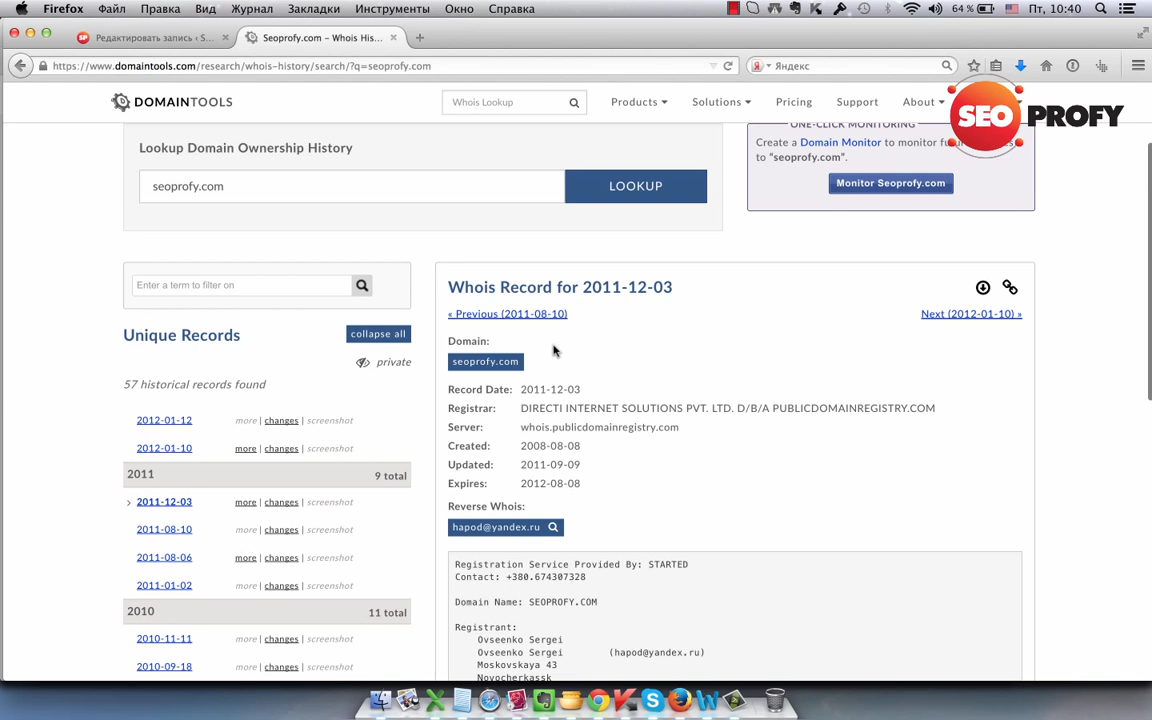 Firefox Файл Правка Вид Журнал Закладки Инструменты Окно Справка 64 % Пт, 10:40
Редактировать запись ‹ S... Seoprofy.com – Whois His...
https://www.domaintools.com/research/whois-history/search/?q=seoprofy.com Яндекс
DOMAINTOOLS Whois Lookup Products Solutions Pricing Support About
SEO PROFY
ONE-CLICK MONITORING
Lookup Domain Ownership History
Create a Domain Monitor to monitor
to "seoprofy.com".
seoprofy.com LOOKUP
Monitor Seoprofy.com
Enter a term to filter on
Unique Records collapse all
private
57 historical records found
2012-01-12 more | changes | screenshot
2012-01-10 more | changes | screenshot
2011 9 total
› 2011-12-03 more | changes | screenshot
2011-08-10 more | changes | screenshot
2011-08-06 more | changes | screenshot
2011-01-02 more | changes | screenshot
2010 11 total
2010-11-11 more | changes | screenshot
2010-09-18 more | changes | screenshot
Whois Record for 2011-12-03
« Previous (2011-08-10) Next (2012-01-10) »
Domain:
seoprofy.com
Record Date: 2011-12-03
Registrar: DIRECTI INTERNET SOLUTIONS PVT. LTD. D/B/A PUBLICDOMAINREGISTRY.COM
Server: whois.publicdomainregistry.com
Created: 2008-08-08
Updated: 2011-09-09
Expires: 2012-08-08
Reverse Whois:
hapod@yandex.ru
Registration Service Provided By: STARTED
Contact: +380.674307328
Domain Name: SEOPROFY.COM
Registrant:
Ovseenko Sergei
Ovseenko Sergei (hapod@yandex.ru)
Moskovskaya 43
Novocherkassk